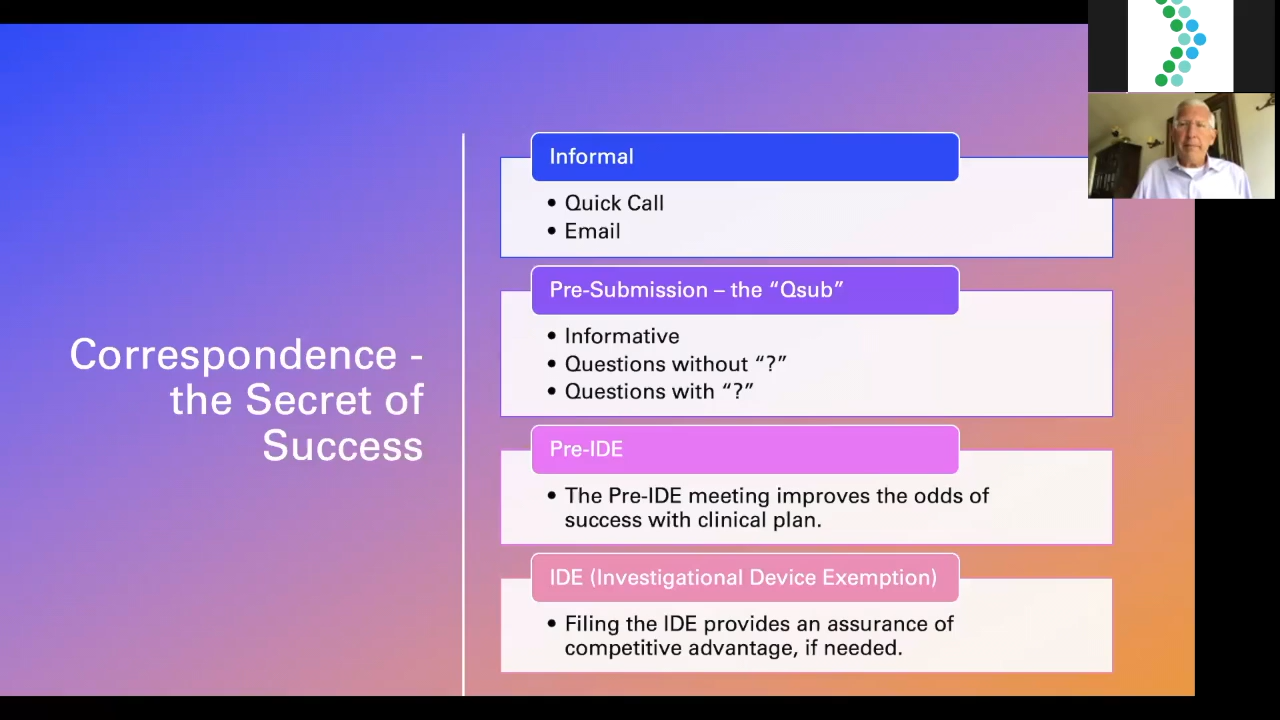 Correspondence -
the Secret of
Success
Informal
• Quick Call
• Email
Pre-Submission – the “Qsub”
• Informative
• Questions without “?”
• Questions with “?”
Pre-IDE
• The Pre-IDE meeting improves the odds of
success with clinical plan.
IDE (Investigational Device Exemption)
• Filing the IDE provides an assurance of
competitive advantage, if needed.